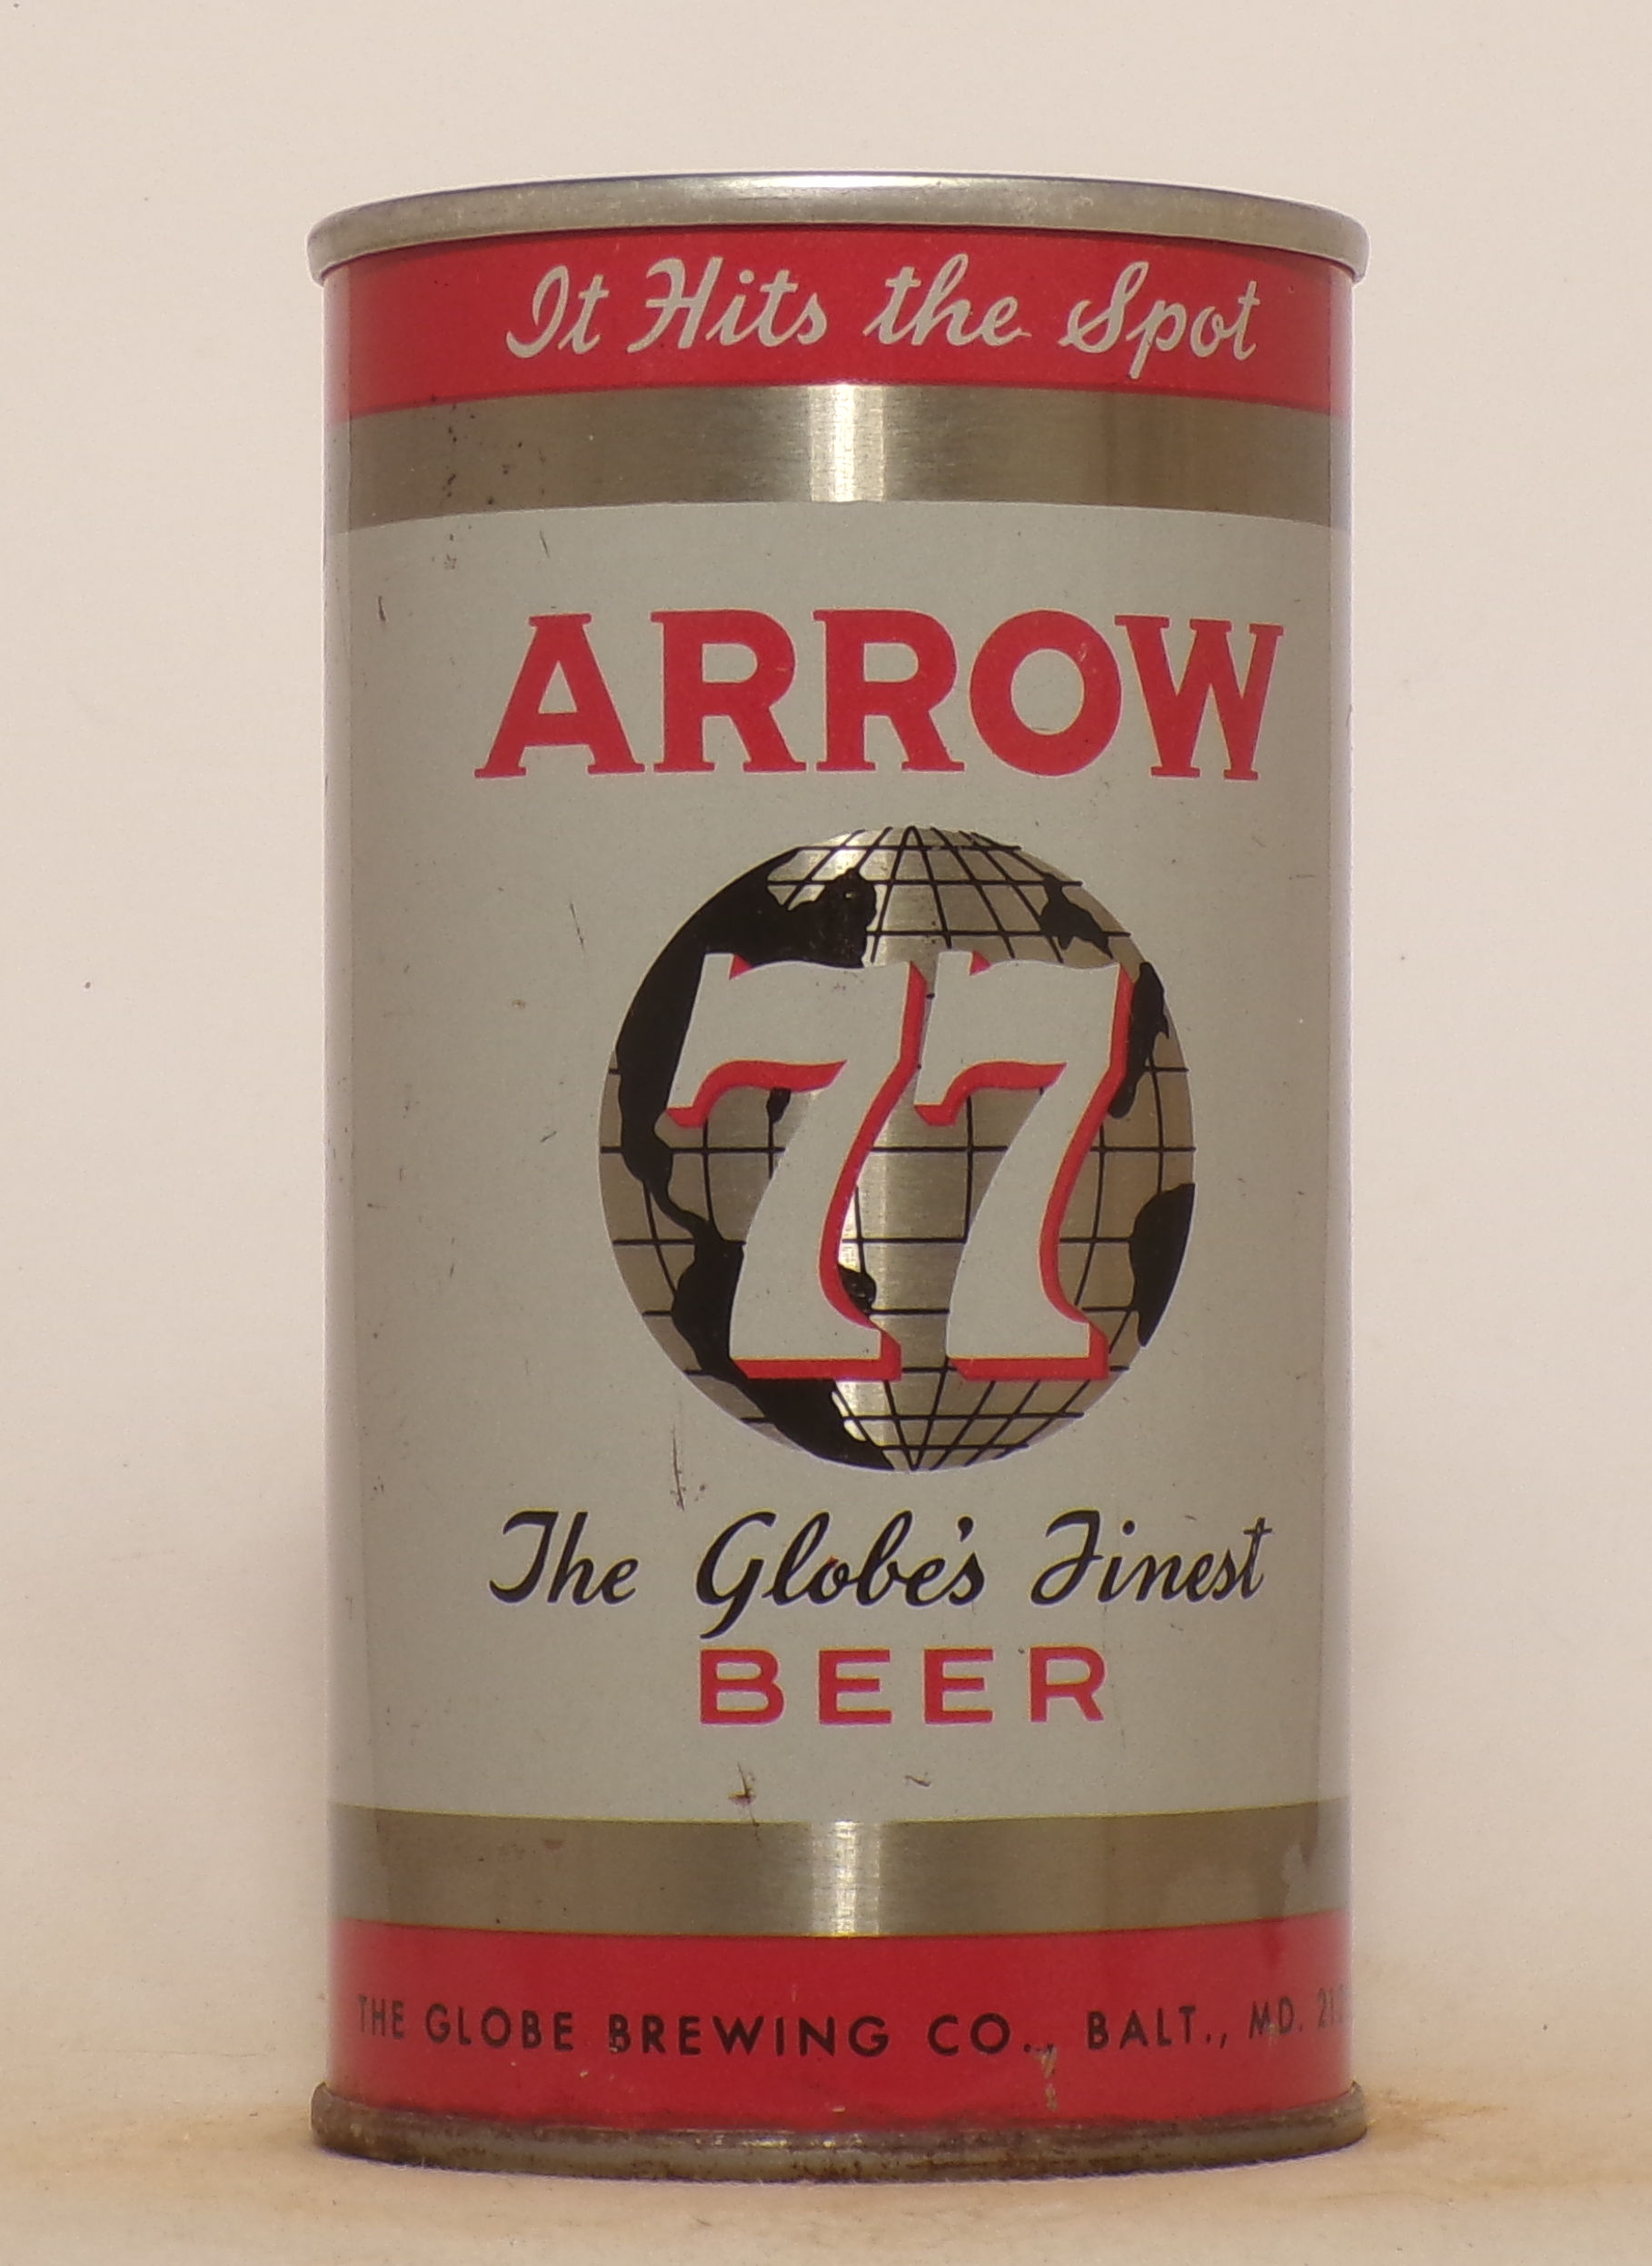 It Hits the Spot
ARROW
77
The Globe's Finest
BEER
THE GLOBE BREWING CO., BALT., MD.